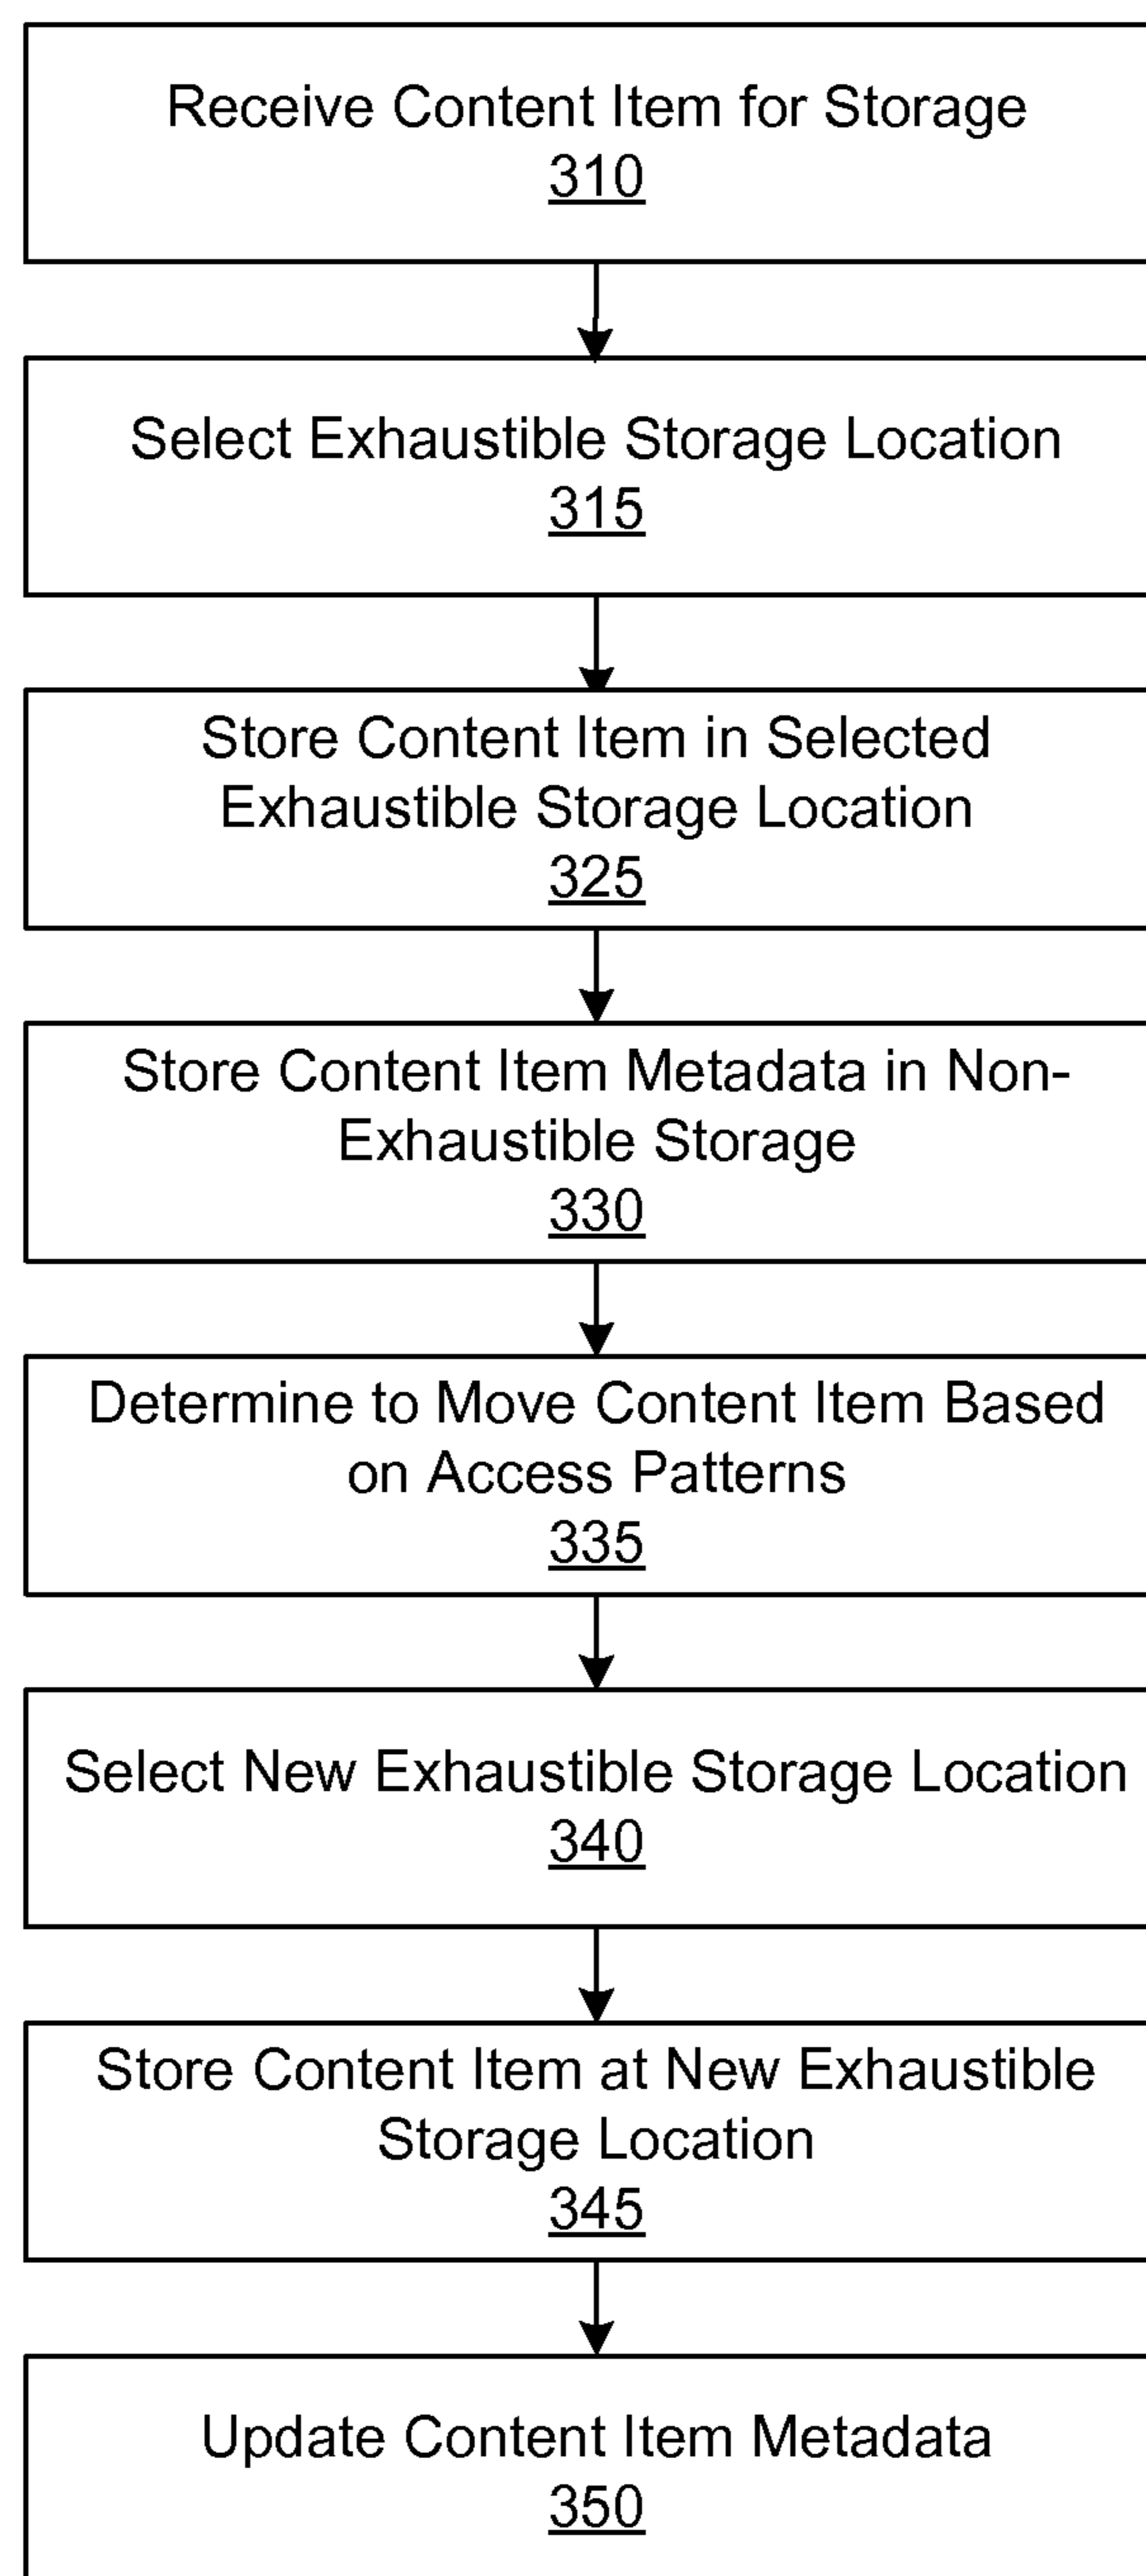 Receive Content Item for Storage
310
Select Exhaustible Storage Location
315
Store Content Item in Selected
Exhaustible Storage Location
325
Store Content Item Metadata in Non-
Exhaustible Storage
330
Determine to Move Content Item Based
on Access Patterns
335
Select New Exhaustible Storage Location
340
Store Content Item at New Exhaustible
Storage Location
345
Update Content Item Metadata
350